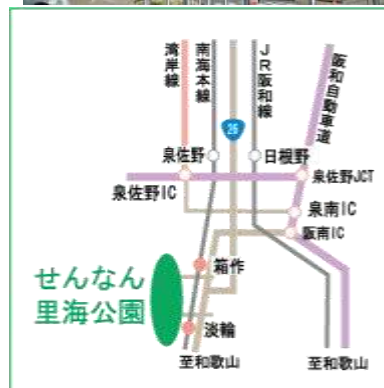 湾岸線
南海本線
JR阪和線
阪和自動車道
26
泉佐野
日根野
泉佐野IC
泉佐野JCT
泉南IC
阪南IC
箱作
せんなん
里海公園
淡輪
至和歌山
至和歌山